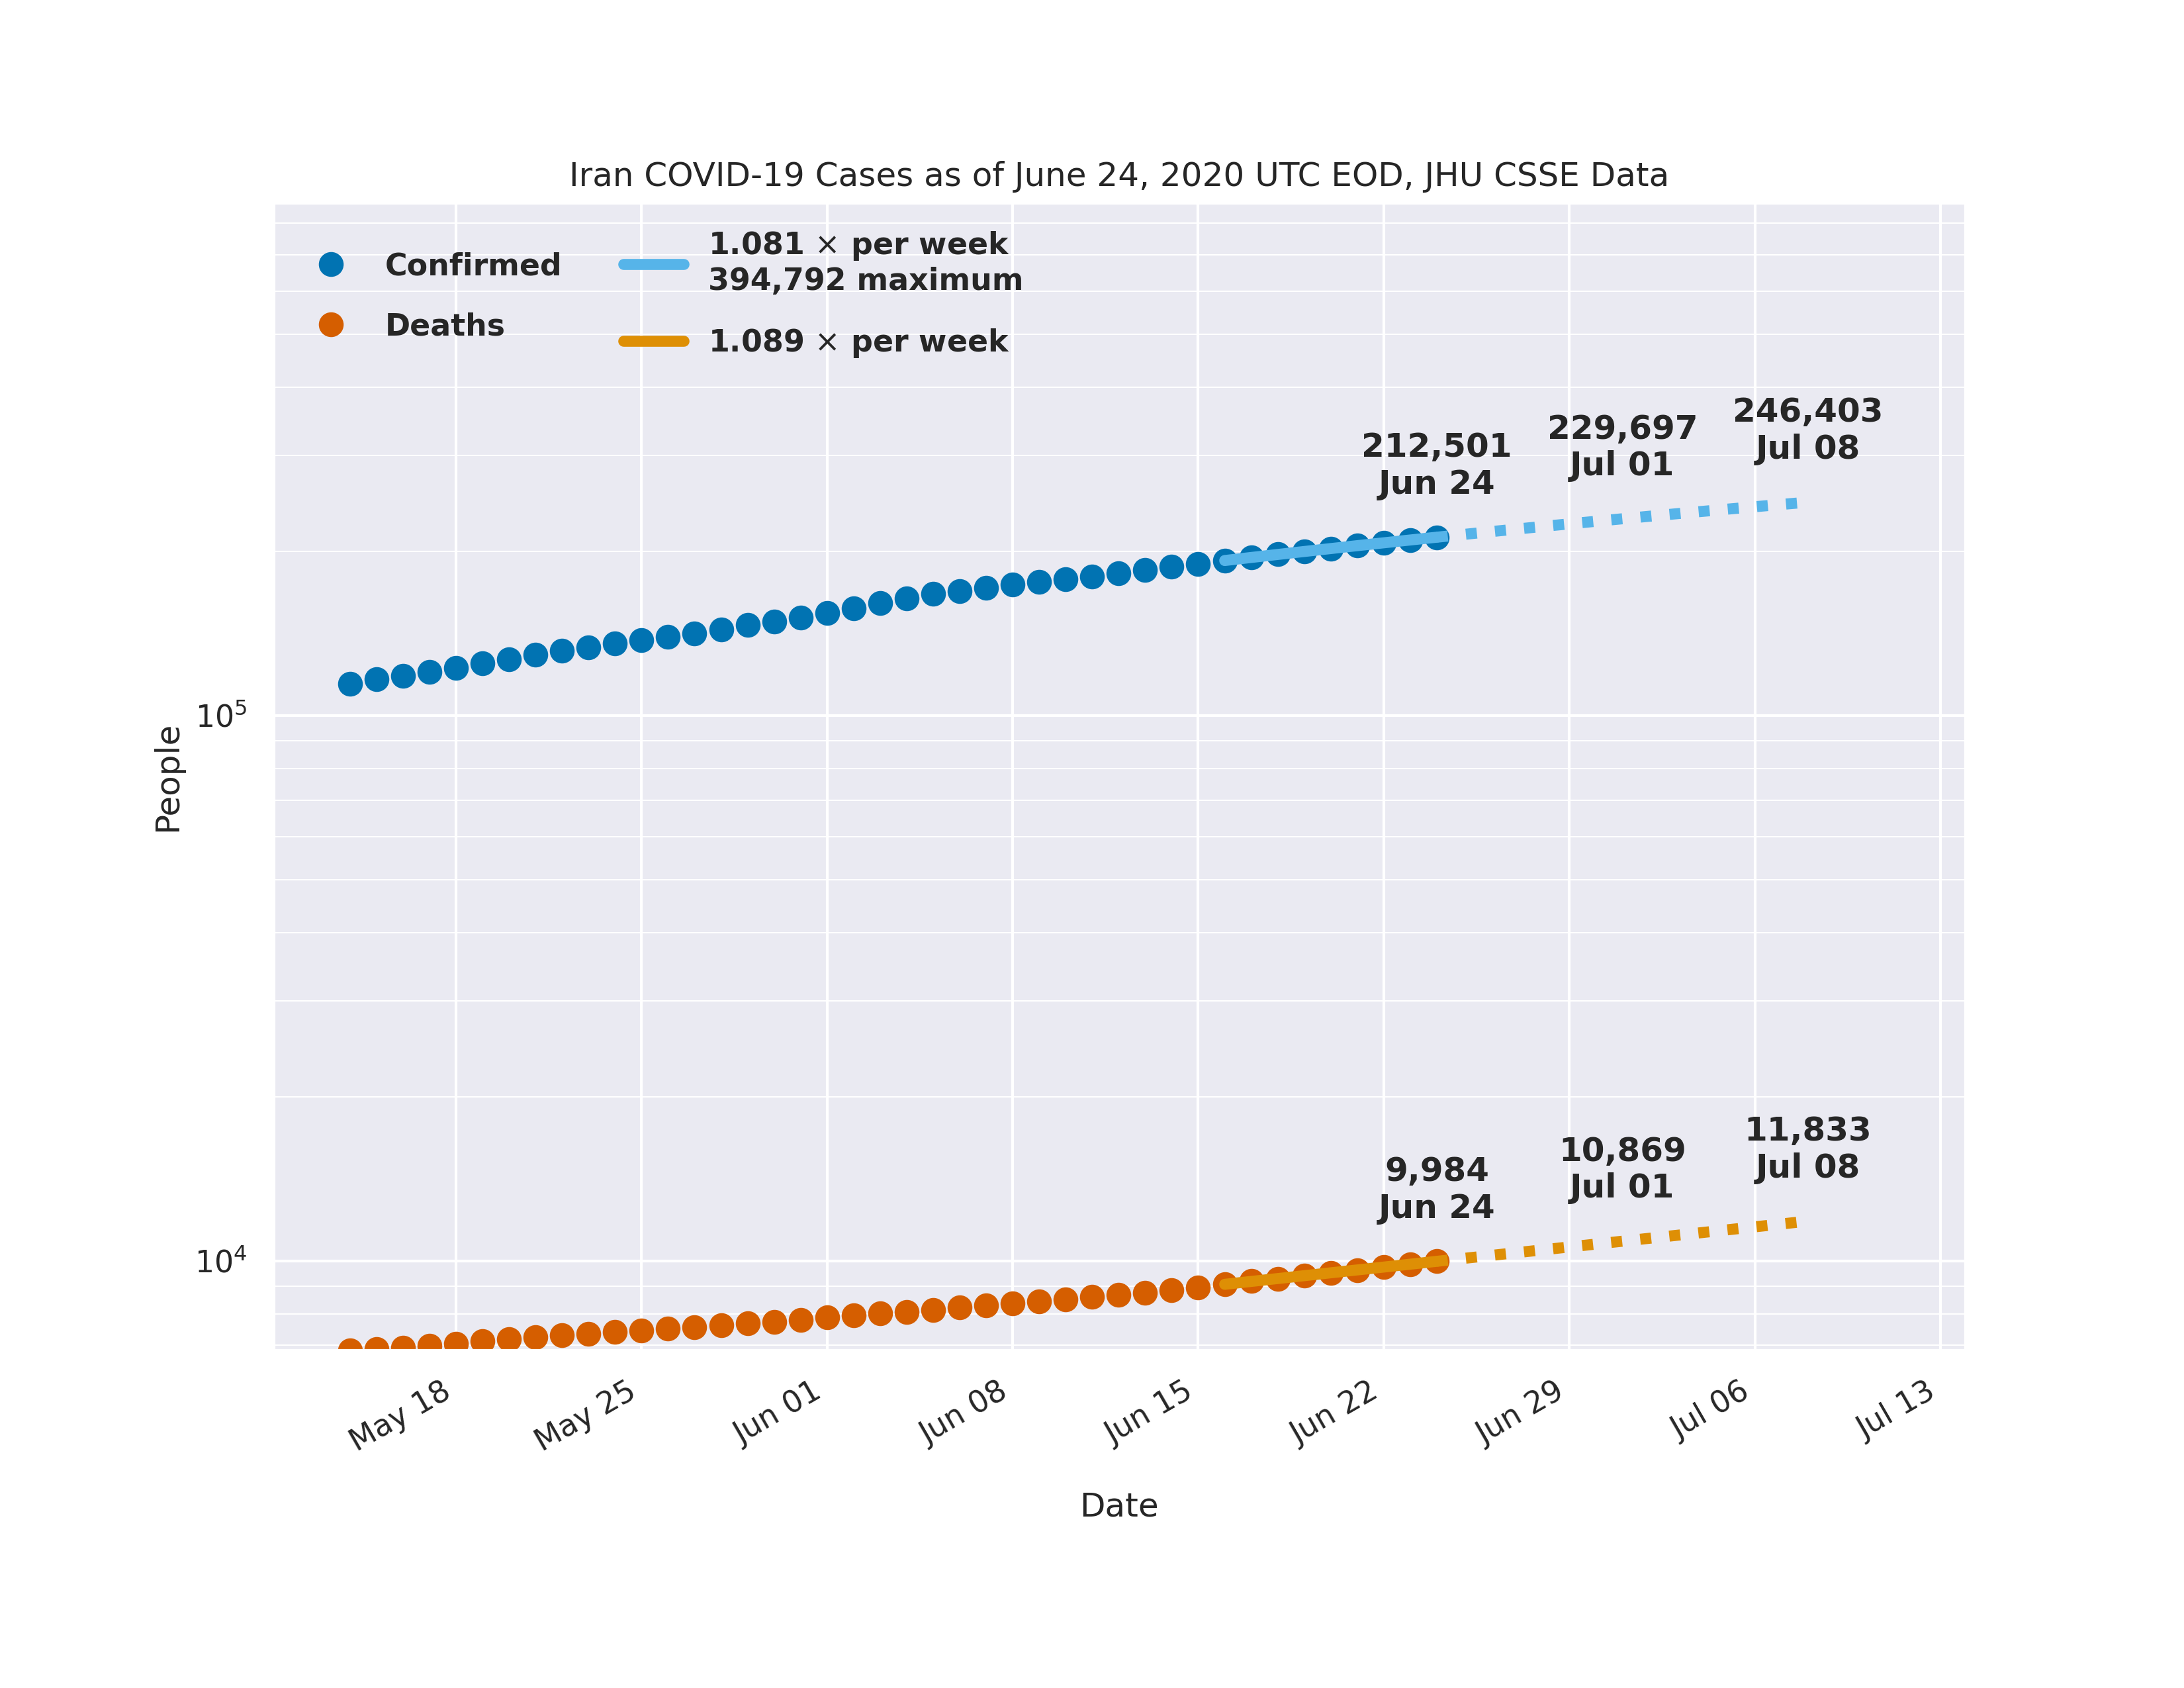 Iran COVID-19 Cases as of June 24, 2020 UTC EOD, JHU CSSE Data
Confirmed
Deaths
1.081 × per week
394,792 maximum
1.089 × per week
212,501
Jun 24
229,697
Jul 01
246,403
Jul 08
9,984
Jun 24
10,869
Jul 01
11,833
Jul 08
People
10⁵
10⁴
May 18
May 25
Jun 01
Jun 08
Jun 15
Jun 22
Jun 29
Jul 06
Jul 13
Date